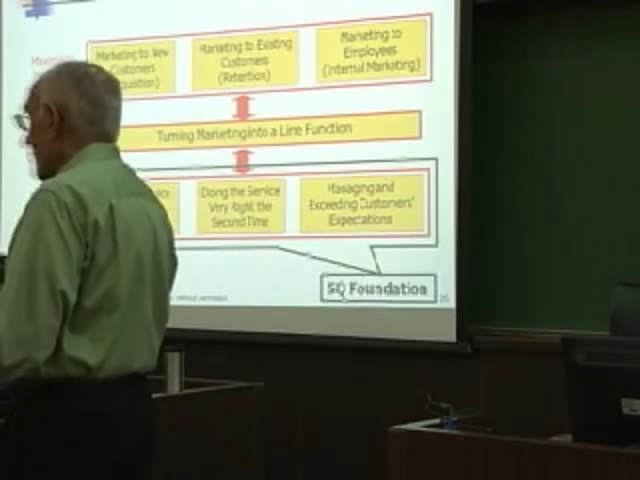 Marketing to New
Customers
Marketing to Existing
Customers
(Retention)
Marketing to
Employees
(Internal Marketing)
Turning Marketing into a Line Function
Doing the Service
Very Right the
Second Time
Managing and
Exceeding Customers'
Expectations
SQ Foundation